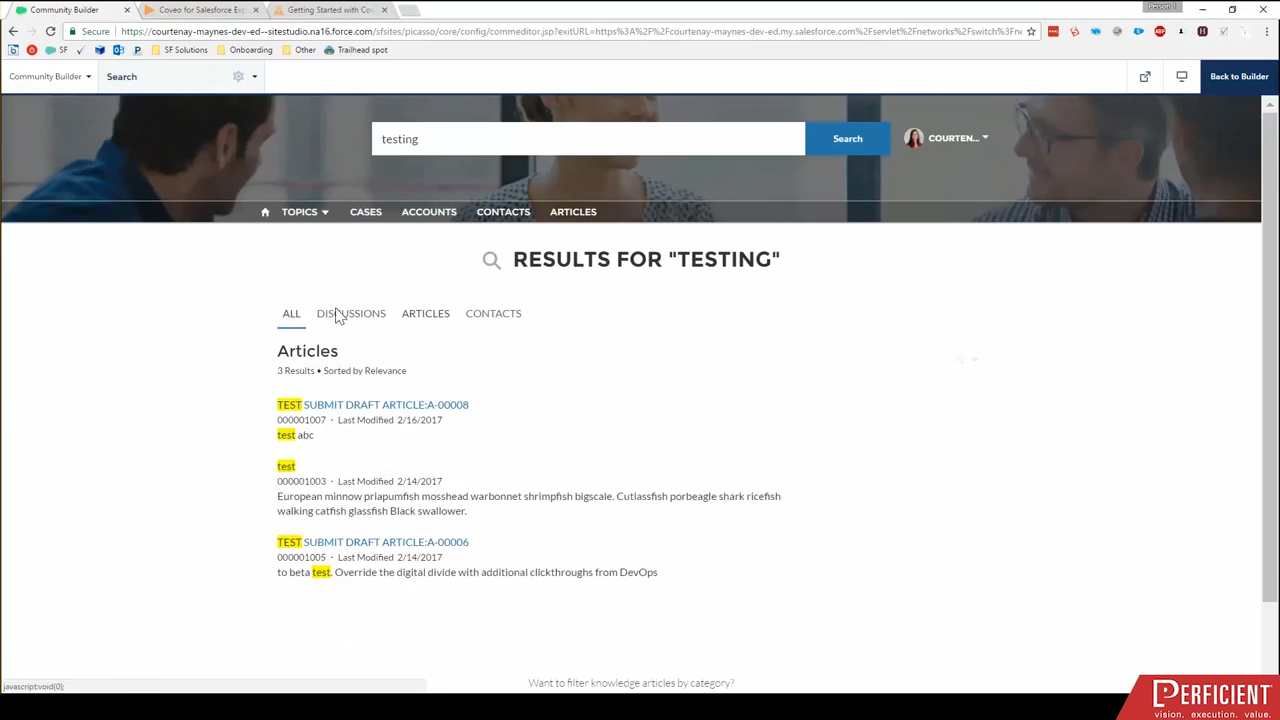 Community Builder
Coveo for Salesforce Exp
Getting Started with Co
Person 1
Secure
https://courtenay-maynes-dev-ed--sitestudio.na16.force.com/sfsites/picasso/core/config/commeditor.jsp?exitURL=https%3A%2F%2Fcourtenay-maynes-dev-ed.my.salesforce.com%2Fservlet%2Fnetworks%2Fswitch%3Fne
SF
SF Solutions
Onboarding
Other
Trailhead spot
Community Builder
Search
Back to Builder
testing
Search
COURTEN...
TOPICS
CASES
ACCOUNTS
CONTACTS
ARTICLES
RESULTS FOR "TESTING"
ALL
DISCUSSIONS
ARTICLES
CONTACTS
Articles
3 Results • Sorted by Relevance
TEST SUBMIT DRAFT ARTICLE:A-00008
000001007 · Last Modified 2/16/2017
test abc
test
000001003 · Last Modified 2/14/2017
European minnow priapumfish mosshead warbonnet shrimpfish bigscale. Cutlassfish porbeagle shark ricefish
walking catfish glassfish Black swallower.
TEST SUBMIT DRAFT ARTICLE:A-00006
000001005 · Last Modified 2/14/2017
to beta test. Override the digital divide with additional clickthroughs from DevOps
Want to filter knowledge articles by category?
javascript:void(0);
PERFICIENT
vision. execution. value.